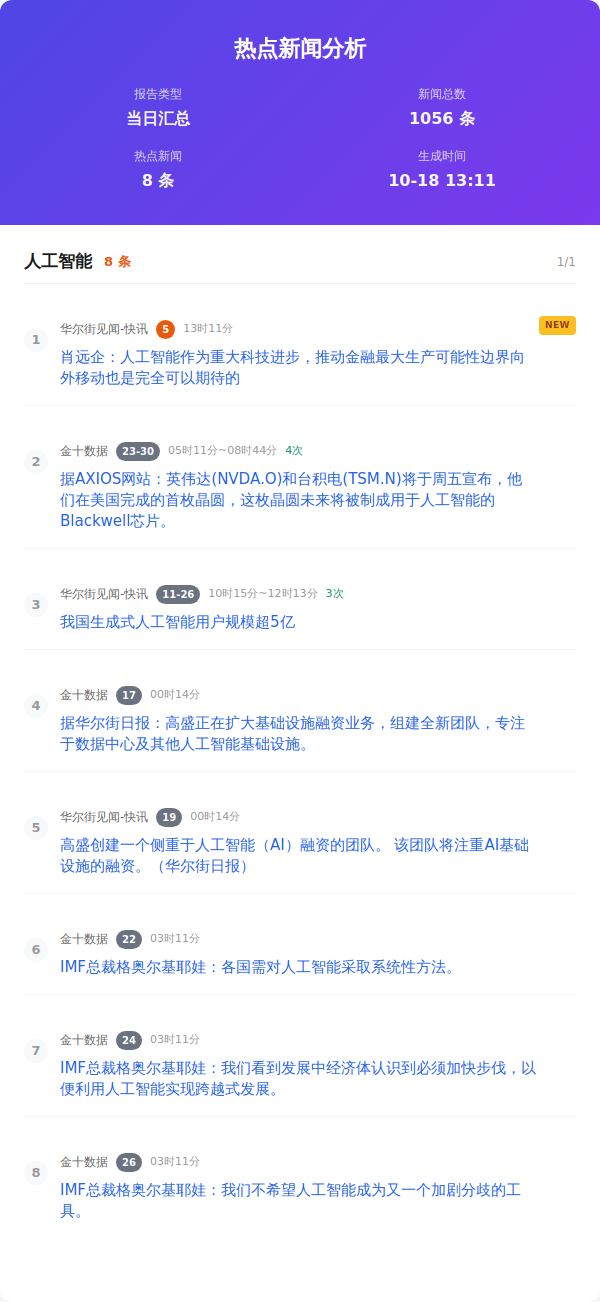 热点新闻分析
报告类型
新闻总数
当日汇总
1056 条
热点新闻
生成时间
8 条
10-18 13:11
人工智能 8 条 1/1
1 华尔街见闻-快讯 5 13时11分 NEW
肖远企：人工智能作为重大科技进步，推动金融最大生产可能性边界向
外移动也是完全可以期待的
2 金十数据 23-30 05时11分~08时44分 4次
据AXIOS网站：英伟达(NVDA.O)和台积电(TSM.N)将于周五宣布，他
们在美国完成的首枚晶圆，这枚晶圆未来将被制成用于人工智能的
Blackwell芯片。
3 华尔街见闻-快讯 11-26 10时15分~12时13分 3次
我国生成式人工智能用户规模超5亿
4 金十数据 17 00时14分
据华尔街日报：高盛正在扩大基础设施融资业务，组建全新团队，专注
于数据中心及其他人工智能基础设施。
5 华尔街见闻-快讯 19 00时14分
高盛创建一个侧重于人工智能（AI）融资的团队。 该团队将注重AI基础
设施的融资。（华尔街日报）
6 金十数据 22 03时11分
IMF总裁格奥尔基耶娃：各国需对人工智能采取系统性方法。
7 金十数据 24 03时11分
IMF总裁格奥尔基耶娃：我们看到发展中经济体认识到必须加快步伐，以
便利用人工智能实现跨越式发展。
8 金十数据 26 03时11分
IMF总裁格奥尔基耶娃：我们不希望人工智能成为又一个加剧分歧的工
具。